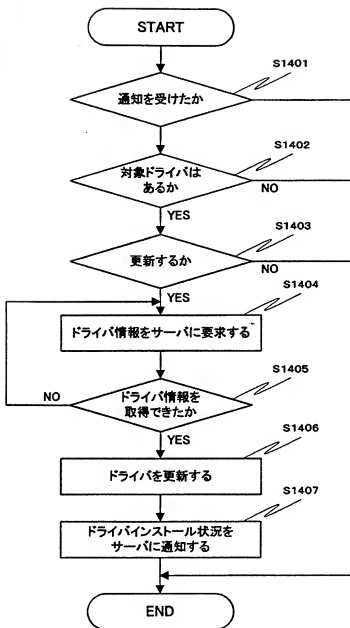 START
S1401
通知を受けたか
S1402
対象ドライバは
あるか
NO
YES
S1403
更新するか
NO
YES
S1404
ドライバ情報をサーバに要求する
S1405
NO
ドライバ情報を
取得できたか
YES
S1406
ドライバを更新する
S1407
ドライバインストール状況を
サーバに通知する
END